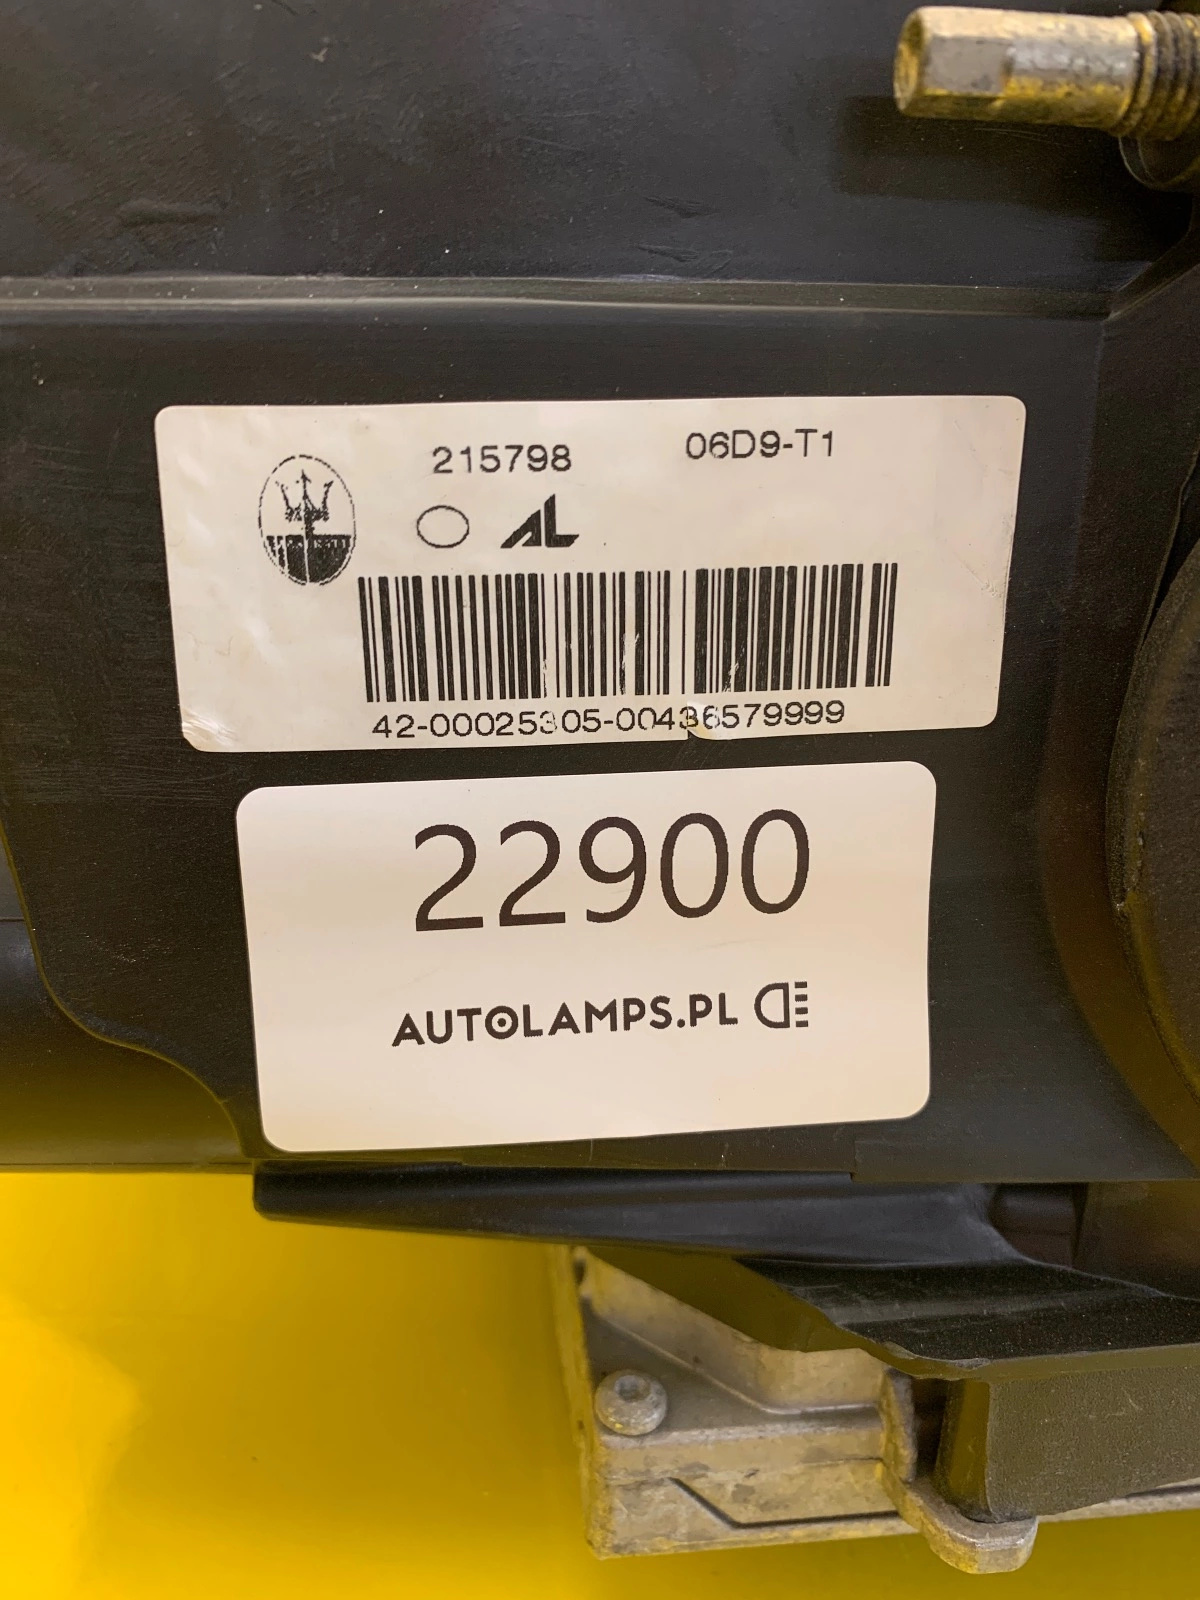 215798 06D9-T1
AL
42-00025305-00436579999
22900
AUTOLAMPS.PL